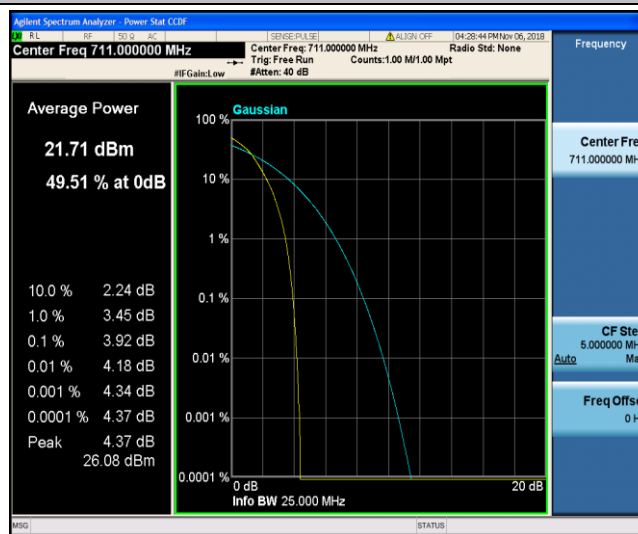 Agilent Spectrum Analyzer - Power Stat CCDF
RL RF 50 Ω AC SENSE:PULSE ALIGN OFF 04:28:44 PM Nov 06, 2018
Center Freq 711.000000 MHz
Center Freq: 711.000000 MHz Radio Std: None
Trig: Free Run Counts:1.00 M/1.00 Mpt
#IFGain:Low #Atten: 40 dB
Frequency
Average Power
21.71 dBm
49.51 % at 0dB
10.0 % 2.24 dB
1.0 % 3.45 dB
0.1 % 3.92 dB
0.01 % 4.18 dB
0.001 % 4.34 dB
0.0001 % 4.37 dB
Peak 4.37 dB
26.08 dBm
Gaussian
100 %
10 %
1 %
0.1 %
0.01 %
0.001 %
0.0001 %
0 dB 20 dB
Info BW 25.000 MHz
Center Fre
711.000000 MH
CF Ste
5.000000 MH
Auto Ma
Freq Offse
0 H
MSG STATUS